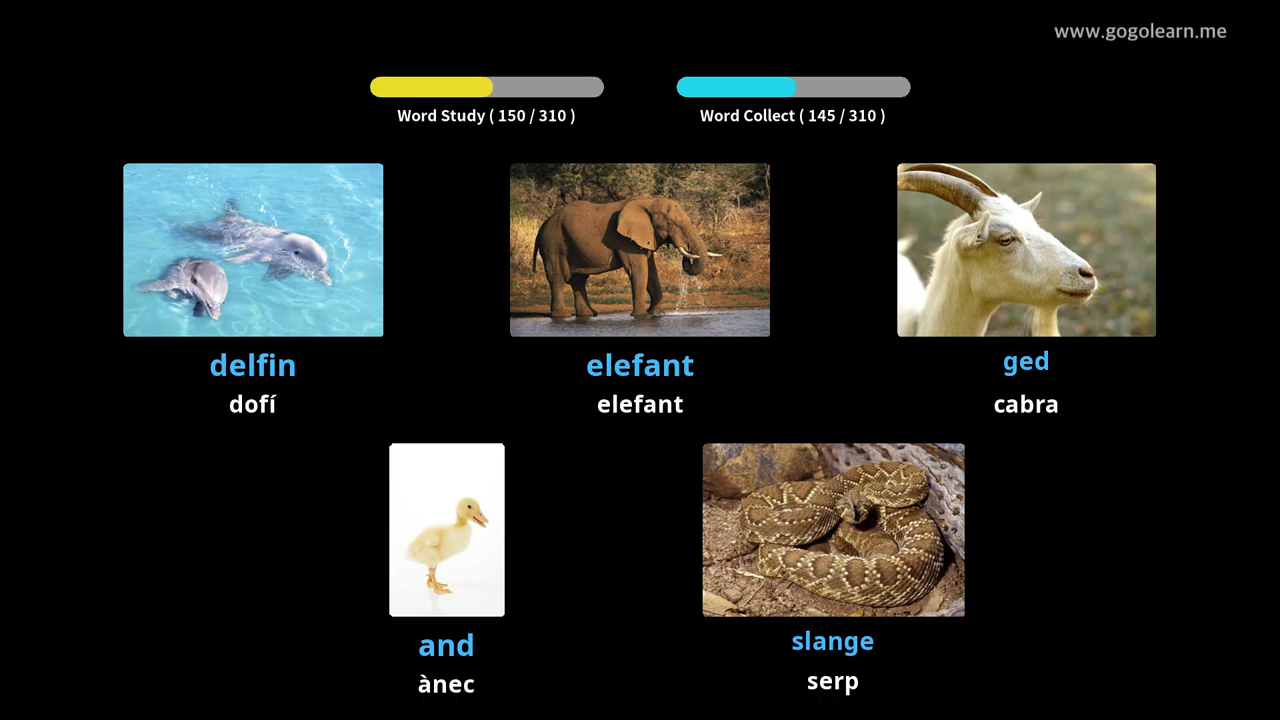 www.gogolearn.me
Word Study ( 150 / 310 )
Word Collect ( 145 / 310 )
delfin
dofí
elefant
elefant
ged
cabra
and
ànec
slange
serp